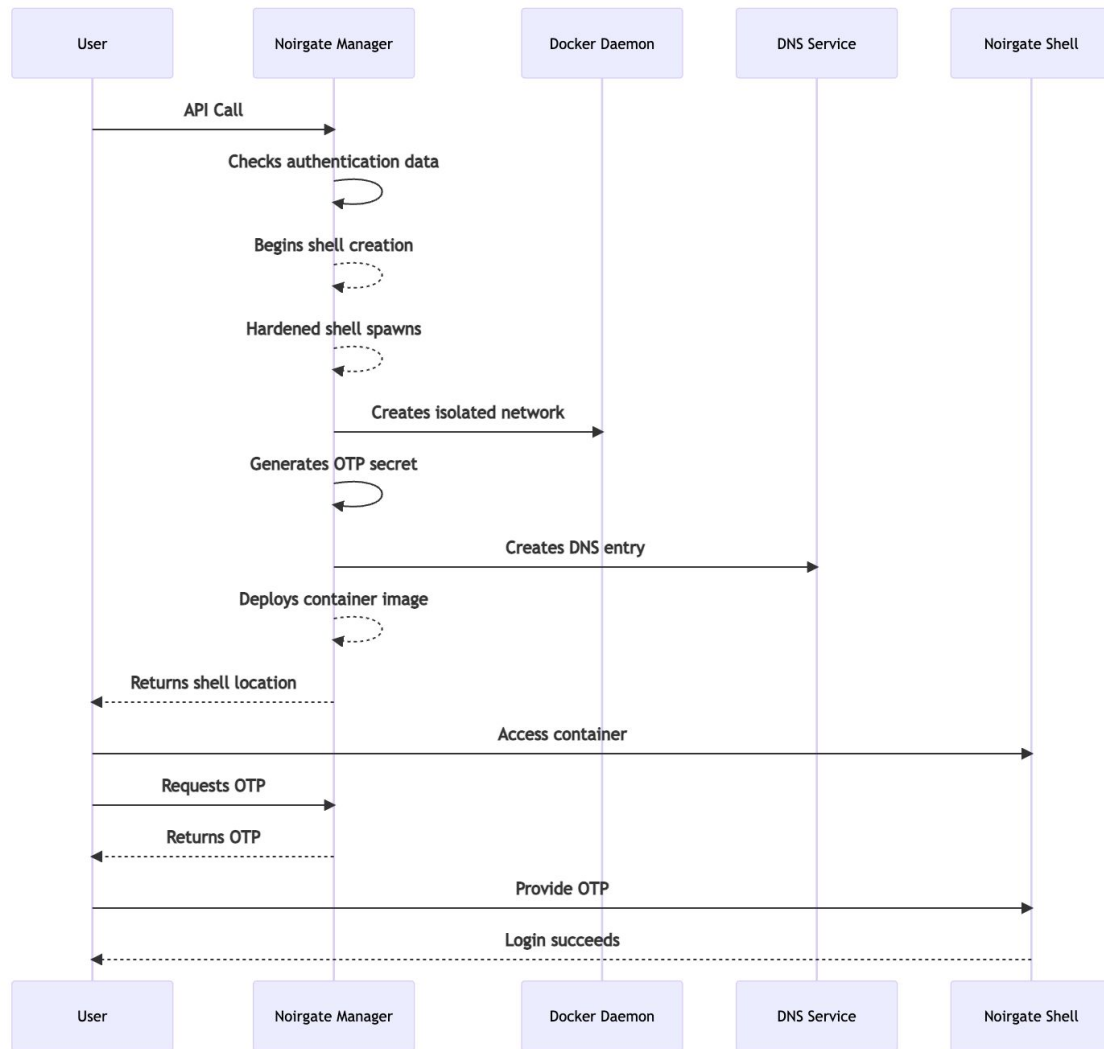 User
Noirgate Manager
Docker Daemon
DNS Service
Noirgate Shell
API Call
Checks authentication data
Begins shell creation
Hardened shell spawns
Creates isolated network
Generates OTP secret
Creates DNS entry
Deploys container image
Returns shell location
Access container
Requests OTP
Returns OTP
Provide OTP
Login succeeds
User
Noirgate Manager
Docker Daemon
DNS Service
Noirgate Shell